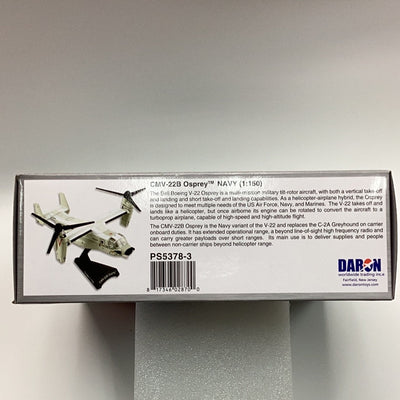 CMV-22B Osprey™ NAVY (1:150)
The Bell Boeing V-22 Osprey is a multi-mission military tilt-rotor aircraft, with both a vertical take-off
and landing and short take-off and landing capabilities. As a helicopter-airplane hybrid, the Osprey
is designed to meet multiple needs of the US Air Force, Navy, and Marines. The V-22 takes off and
lands like a helicopter, but once airborne its engine can be rotated to convert the aircraft to a
turboprop airplane, capable of high-speed and high-altitude flight.
The CMV-22B Osprey is the Navy variant of the V-22 and replaces the C-2A Greyhound on carrier
onboard duties. It has extended operational range, a beyond line-of-sight high frequency radio and
can carry greater payloads over short ranges. Its main use is to deliver supplies and people
between non-carrier ships beyond helicopter range.
PS5378-3
8 17346 02870 0
DARON
worldwide trading inc.
Fairfield, New Jersey
www.darontoys.com